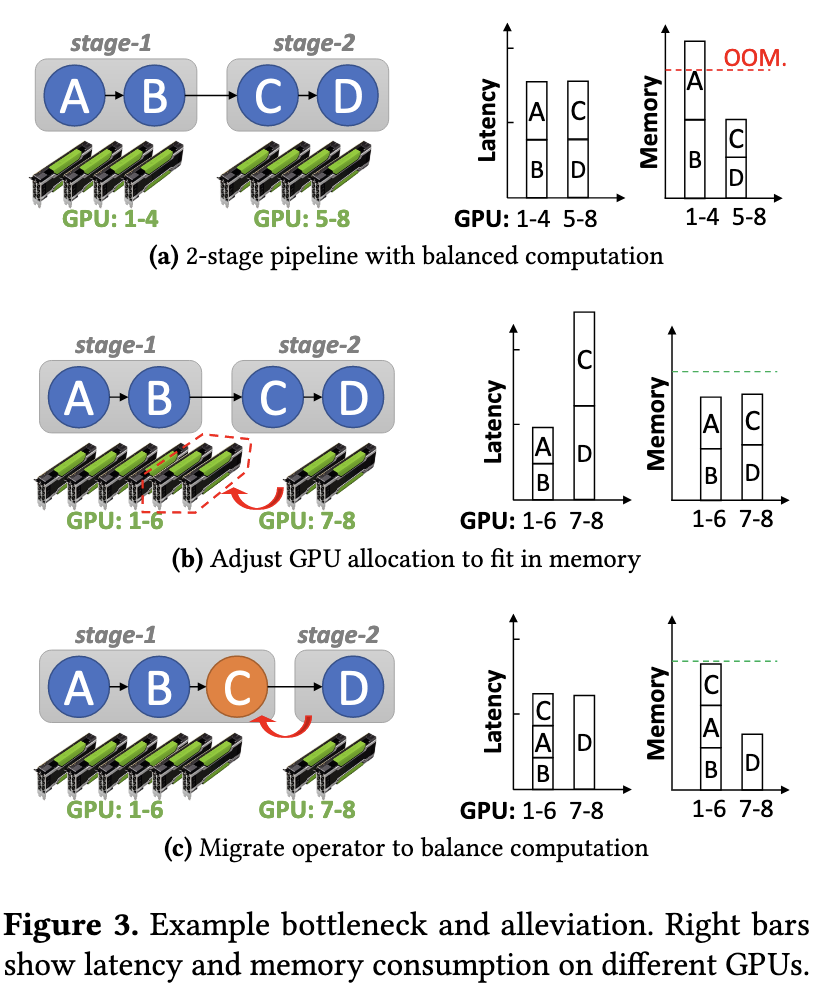 stage-1 stage-2
A B C D
GPU: 1-4 GPU: 5-8
Latency
A C
B D
GPU: 1-4 5-8
Memory
OOM.
A
B
C
D
1-4 5-8
(a) 2-stage pipeline with balanced computation
stage-1 stage-2
A B C D
GPU: 1-6 GPU: 7-8
Latency
C
A
B
D
GPU: 1-6 7-8
Memory
A C
B D
1-6 7-8
(b) Adjust GPU allocation to fit in memory
stage-1 stage-2
A B C D
GPU: 1-6 GPU: 7-8
Latency
C
A
B
D
GPU: 1-6 7-8
Memory
C
A
B
D
1-6 7-8
(c) Migrate operator to balance computation
Figure 3. Example bottleneck and alleviation. Right bars
show latency and memory consumption on different GPUs.